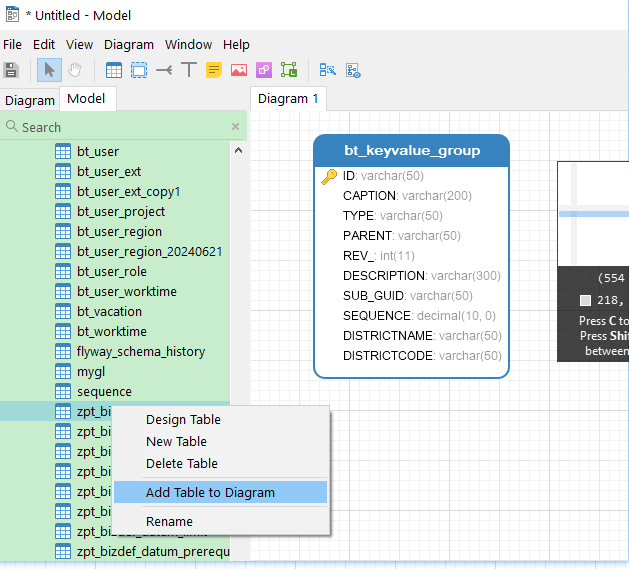 * Untitled - Model
File Edit View Diagram Window Help
Diagram Model
Diagram 1
Search
bt_user
bt_user_ext
bt_user_ext_copy1
bt_user_project
bt_user_region
bt_user_region_20240621
bt_user_role
bt_user_worktime
bt_vacation
bt_worktime
flyway_schema_history
mygl
sequence
zpt_bi
zpt_bi
zpt_bi
zpt_bi
zpt_bi
zpt_bi
zpt_bizdef_datum_limit
zpt_bizdef_datum_prerequ
Design Table
New Table
Delete Table
Add Table to Diagram
Rename
bt_keyvalue_group
ID: varchar(50)
CAPTION: varchar(200)
TYPE: varchar(50)
PARENT: varchar(50)
REV_: int(11)
DESCRIPTION: varchar(300)
SUB_GUID: varchar(50)
SEQUENCE: decimal(10, 0)
DISTRICTNAME: varchar(50)
DISTRICTCODE: varchar(50)
(554
218,
Press C to
Press Shif
between